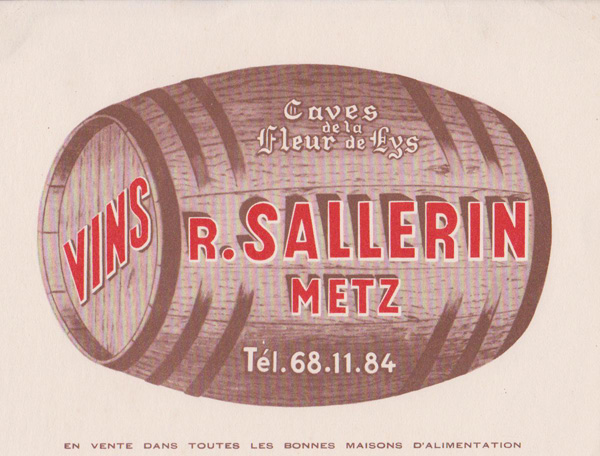 Caves
de la
Fleur de Lys
VINS
R. SALLERIN
METZ
Tél. 68.11.84
EN VENTE DANS TOUTES LES BONNES MAISONS D'ALIMENTATION